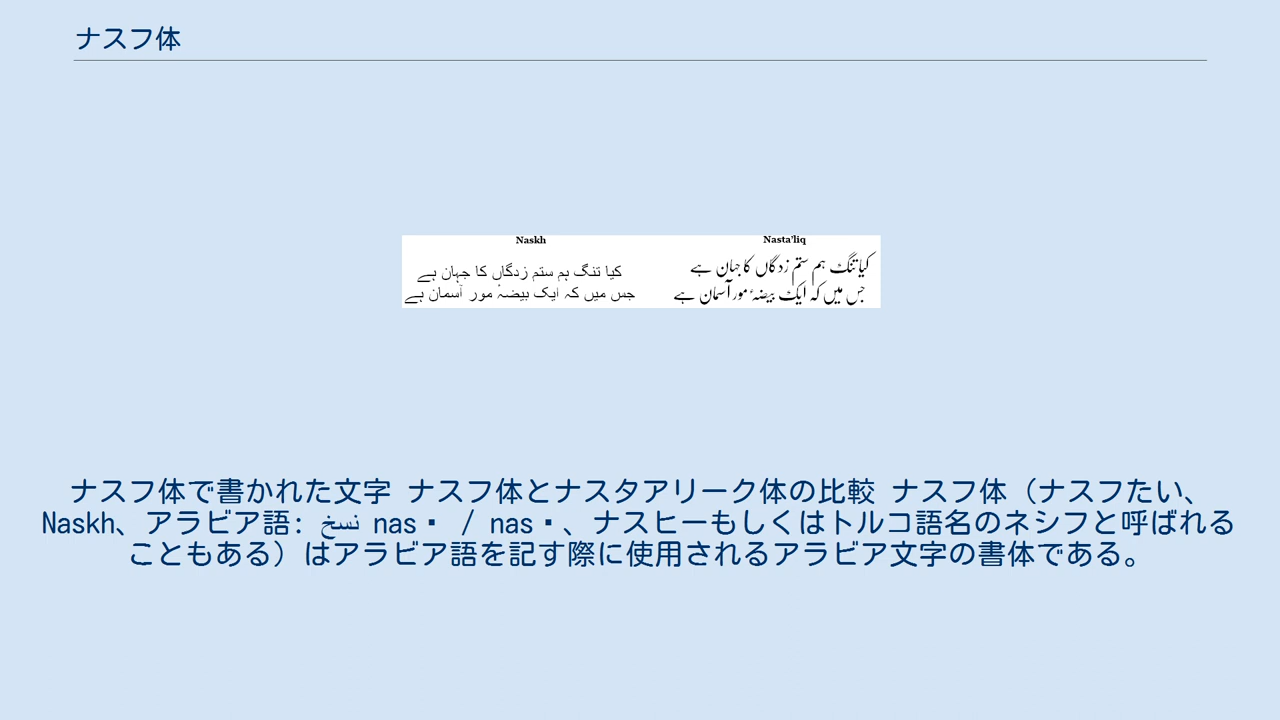 ナスフ体
Naskh
Nasta'liq
کیا تنگ ہم ستم زدگاں کا جہان ہے
جس میں کہ ایک بیضۂ مور آسمان ہے
کیا تنگ ہم ستم زدگاں کا جہان ہے
جس میں کہ ایک بیضۂ مور آسمان ہے
ナスフ体で書かれた文字 ナスフ体とナスタアリーク体の比較 ナスフ体（ナスフたい、
Naskh、アラビア語: نسخ nas･ / nas･、ナスヒーもしくはトルコ語名のネシフと呼ばれる
こともある）はアラビア語を記す際に使用されるアラビア文字の書体である。